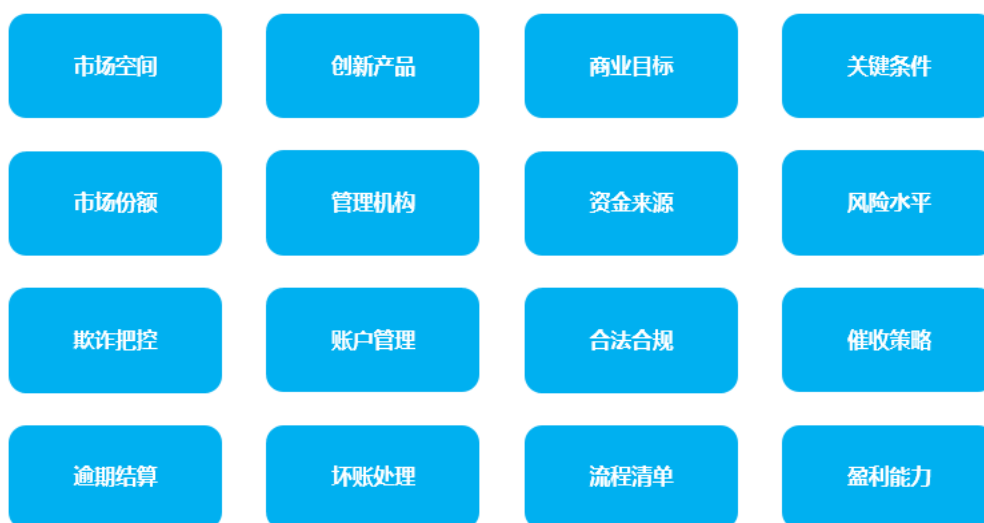 市场空间 创新产品 商业目标 关键条件
市场份额 管理机构 资金来源 风险水平
欺诈把控 账户管理 合法合规 催收策略
逾期结算 坏账处理 流程清单 盈利能力